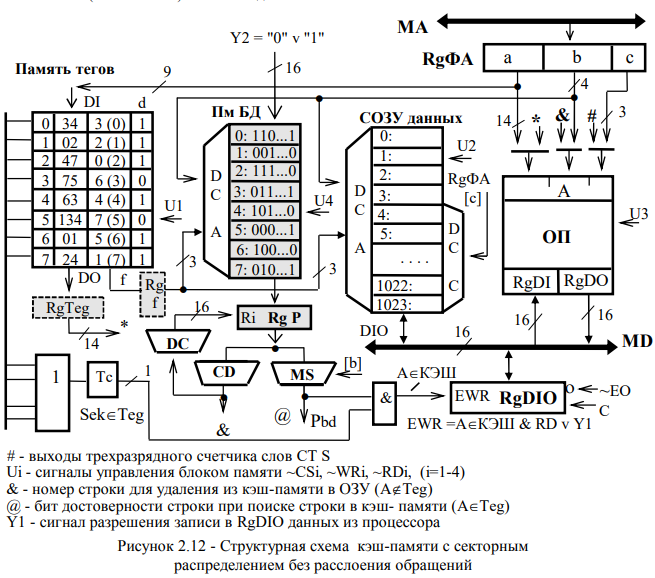 MA
Y2 = "0" v "1"
RgФА
a b c
Память тегов
9
16
4
DI d
Пм БД
СОЗУ данных
14 * & # 3
0 34 3 (0) 1
1 02 2 (1) 1
2 47 0 (2) 1
3 75 6 (3) 0
4 63 4 (4) 1
5 134 7 (5) 0
6 01 5 (6) 1
7 24 1 (7) 1
U1
DO f
3
D
C
A
0: 110...1
1: 001...0
2: 111...0
3: 011...1
4: 101...0
5: 000...1
6: 100...0
7: 010...1
U4
3
D
C
A
0:
1:
2:
3:
4:
5:
. . . .
1022:
1023:
D
C
C
U2
RgФА
[c]
A
ОП
U3
RgDI RgDO
16 16
RgTeg
Rg
f
14 *
16
Ri Rg P
DC
CD
MS
[b]
DIO
16
MD
1
Tc
1
Sek∈Teg
&
@ Pbd
&
A∈КЭШ
EWR RgDIO
~EO
C
EWR =A∈КЭШ & RD v Y1
# - выходы трехразрядного счетчика слов CT S
Ui - сигналы управления блоком памяти ~CSi, ~WRi, ~RDi, (i=1-4)
& - номер строки для удаления из кэш-памяти в ОЗУ (A∉Teg)
@ - бит достоверности строки при поиске строки в кэш- памяти (A∈Teg)
Y1 - сигнал разрешения записи в RgDIO данных из процессора
Рисунок 2.12 - Структурная схема кэш-памяти с секторным
распределением без расслоения обращений